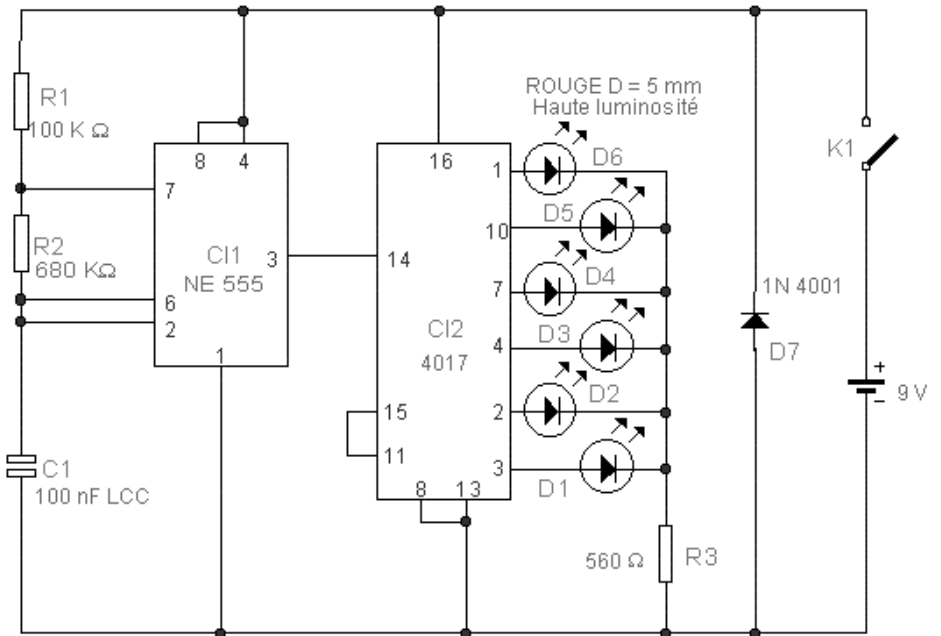 ROUGE D = 5 mm
Haute luminosité
R1
100 K Ω
8 4
7
R2
680 KΩ
6
2
CI1
NE 555
3
1
C1
100 nF LCC
16
14
CI2
4017
15
11
8 13
1
10
7
4
2
3
D6
D5
D4
D3
D2
D1
560 Ω
R3
1N 4001
D7
K1
+
9 V
−